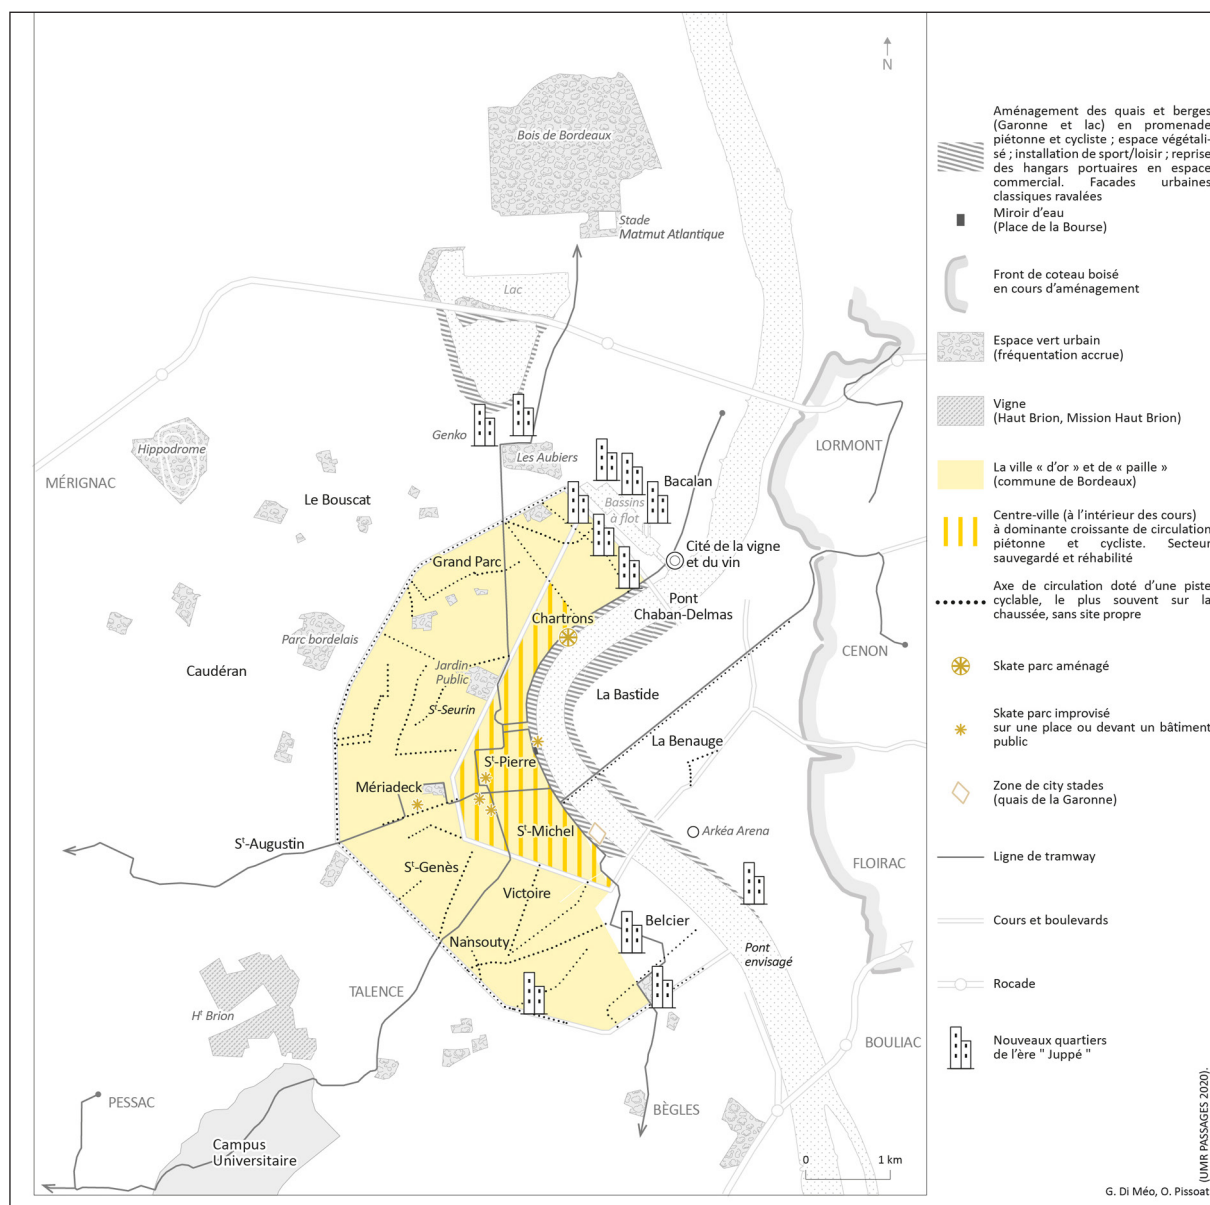 N
Bois de Bordeaux
Stade
Matmut Atlantique
Lac
Genko
Les Aubiers
Hippodrome
MÉRIGNAC
Le Bouscat
Bacalan
Bassins
à flot
LORMONT
Cité de la vigne
et du vin
Grand Parc
Pont
Chaban-Delmas
Chartrons
Parc bordelais
CENON
Caudéran
Jardin
Public
La Bastide
St-Seurin
La Benauge
St-Pierre
Mériadeck
St-Michel
Arkéa Arena
St-Augustin
St-Genès
FLOIRAC
Victoire
Belcier
Nansouty
Pont
envisagé
TALENCE
Ht Brion
BOULIAC
PESSAC
BÈGLES
Campus
Universitaire
0 1 km
Aménagement des quais et berges
(Garonne et lac) en promenade
piétonne et cycliste ; espace végétali-
sé ; installation de sport/loisir ; reprise
des hangars portuaires en espace
commercial. Facades urbaines
classiques ravalées
Miroir d'eau
(Place de la Bourse)
Front de coteau boisé
en cours d'aménagement
Espace vert urbain
(fréquentation accrue)
Vigne
(Haut Brion, Mission Haut Brion)
La ville « d'or » et de « paille »
(commune de Bordeaux)
Centre-ville (à l'intérieur des cours)
à dominante croissante de circulation
piétonne et cycliste. Secteur
sauvegardé et réhabilité
Axe de circulation doté d'une piste
cyclable, le plus souvent sur la
chaussée, sans site propre
Skate parc aménagé
Skate parc improvisé
sur une place ou devant un bâtiment
public
Zone de city stades
(quais de la Garonne)
Ligne de tramway
Cours et boulevards
Rocade
Nouveaux quartiers
de l'ère " Juppé "
(UMR PASSAGES 2020).
G. Di Méo, O. Pissoat